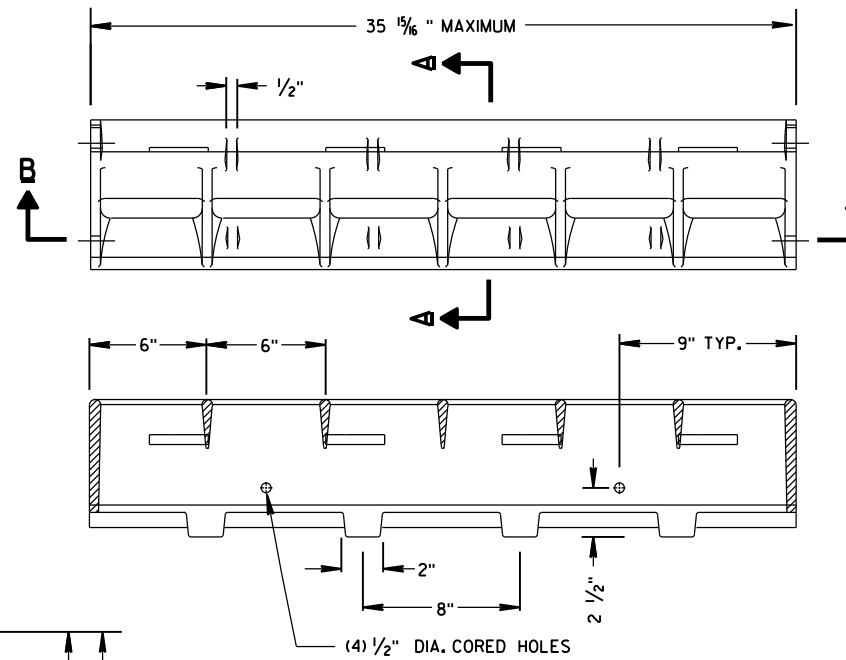 35 15/16 " MAXIMUM
A
1/2"
B
A
6"
6"
9" TYP.
2"
8"
2 1/2"
(4) 1/2" DIA. CORED HOLES